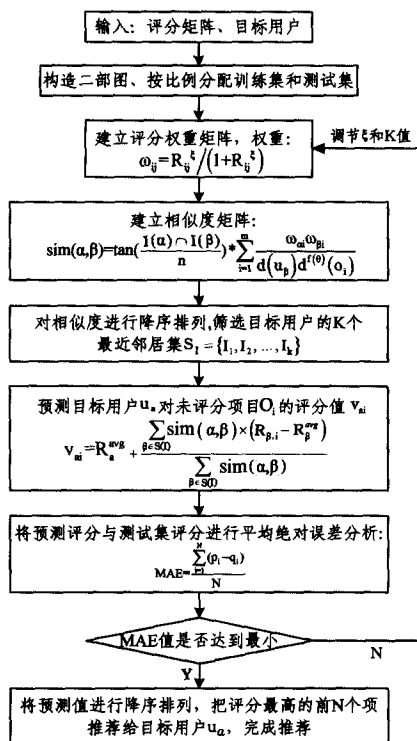 输入：评分矩阵、目标用户
构造二部图、按比例分配训练集和测试集
建立评分权重矩阵，权重：
ω_ij=R_ij^ξ/(1+R_ij^ξ)
调节ξ和K值
建立相似度矩阵：
sim(α,β)=tan((I(α)∩I(β))/n)*∑_{i=1}^{m} (ω_αi ω_βi)/(d(u_β)d^{f(θ)}(o_i))
对相似度进行降序排列,筛选目标用户的K个
最近邻居集S_I={I_1,I_2,...,I_k}
预测目标用户u_a对未评分项目O_i的评分值 v_ai
v_ai=R_a^avg+(∑_{β∈S(I)} sim(α,β)×(R_β,i−R_β^avg))/(∑_{β∈S(I)} sim(α,β))
将预测评分与测试集评分进行平均绝对误差分析:
MAE=(∑_{i=1}^{N}(p_i−q_i))/N
MAE值是否达到最小
N
Y
将预测值进行降序排列，把评分最高的前N个项
推荐给目标用户u_α，完成推荐